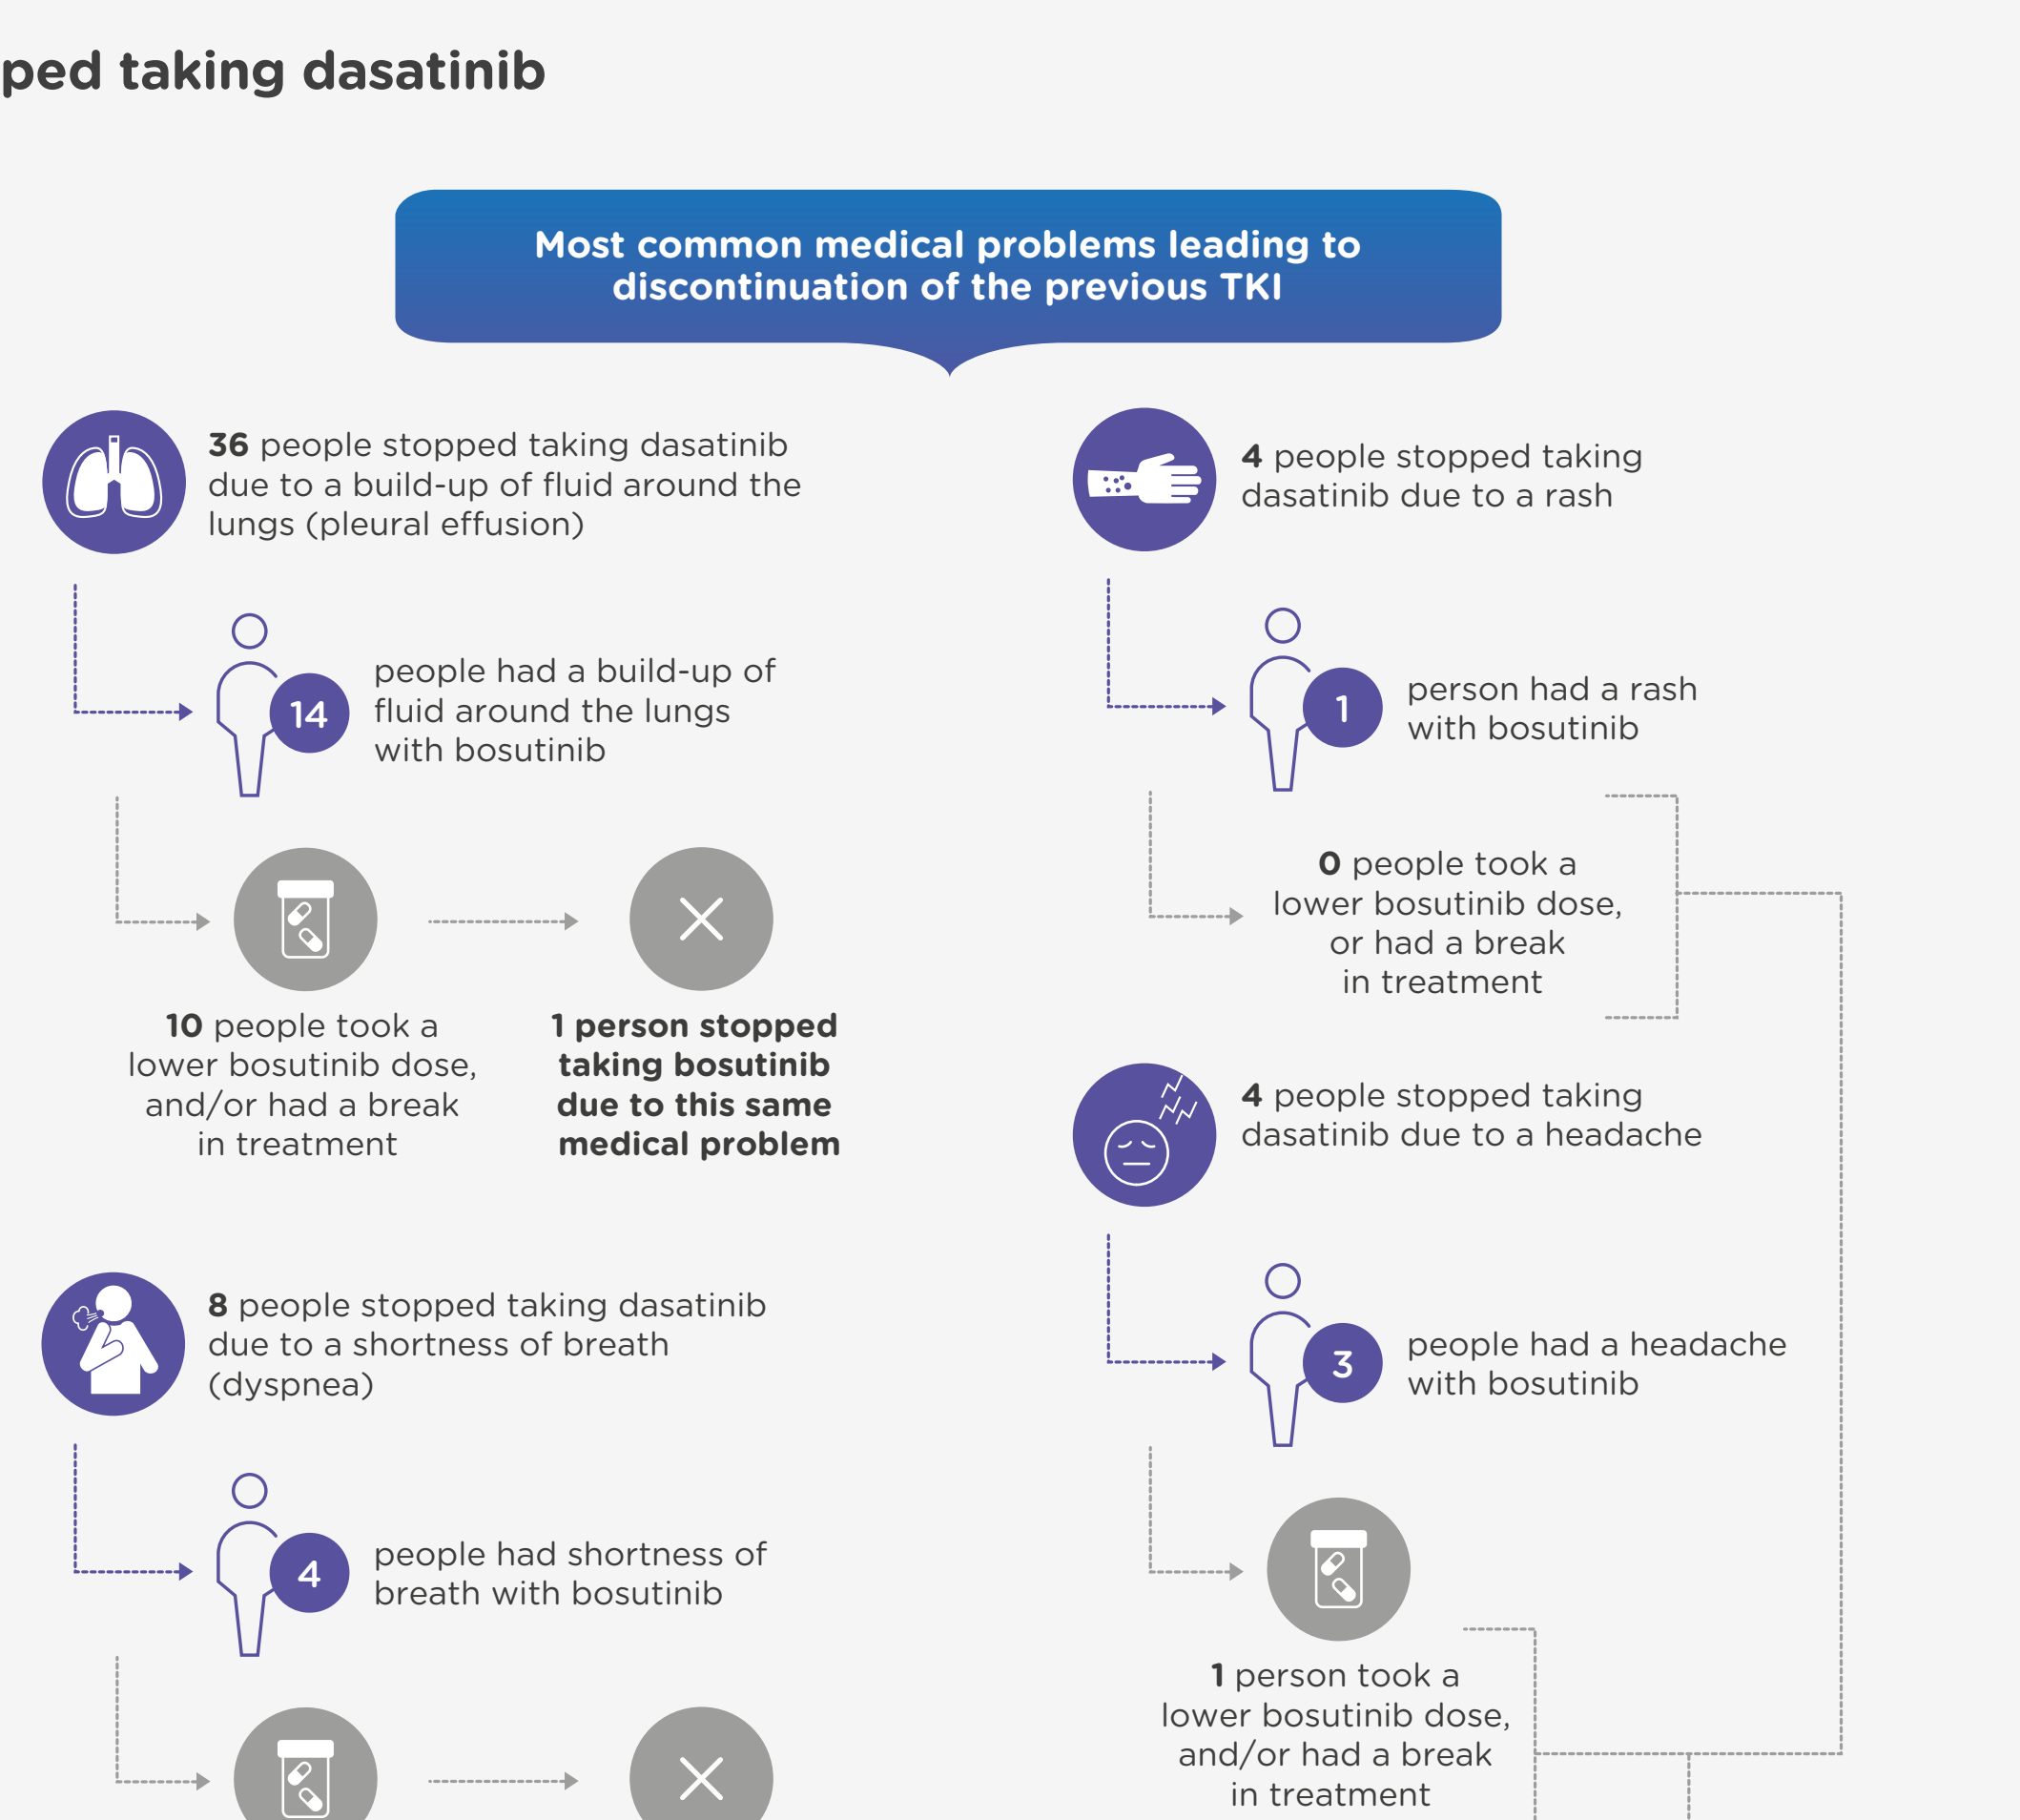 ped taking dasatinib
Most common medical problems leading to
discontinuation of the previous TKI
36 people stopped taking dasatinib
due to a build-up of fluid around the
lungs (pleural effusion)
14
people had a build-up of
fluid around the lungs
with bosutinib
10 people took a
lower bosutinib dose,
and/or had a break
in treatment
1 person stopped
taking bosutinib
due to this same
medical problem
8 people stopped taking dasatinib
due to a shortness of breath
(dyspnea)
4
people had shortness of
breath with bosutinib
4 people stopped taking
dasatinib due to a rash
1
person had a rash
with bosutinib
0 people took a
lower bosutinib dose,
or had a break
in treatment
4 people stopped taking
dasatinib due to a headache
3
people had a headache
with bosutinib
1 person took a
lower bosutinib dose,
and/or had a break
in treatment